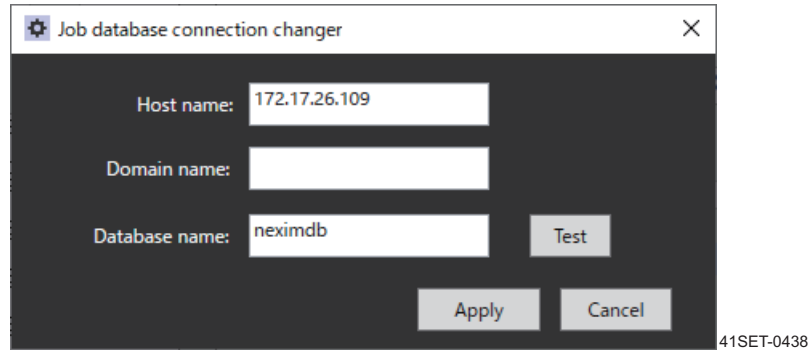 Job database connection changer
Host name: 172.17.26.109
Domain name:
Database name: neximdb Test
Apply Cancel
41SET-0438